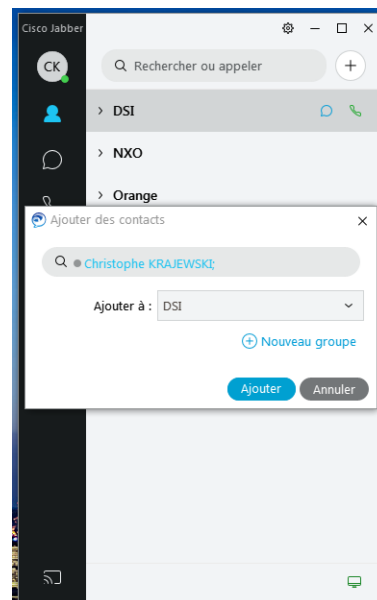 Cisco Jabber
CK
Rechercher ou appeler
DSI
NXO
Orange
Ajouter des contacts
Christophe KRAJEWSKI;
Ajouter à : DSI
Nouveau groupe
Ajouter Annuler